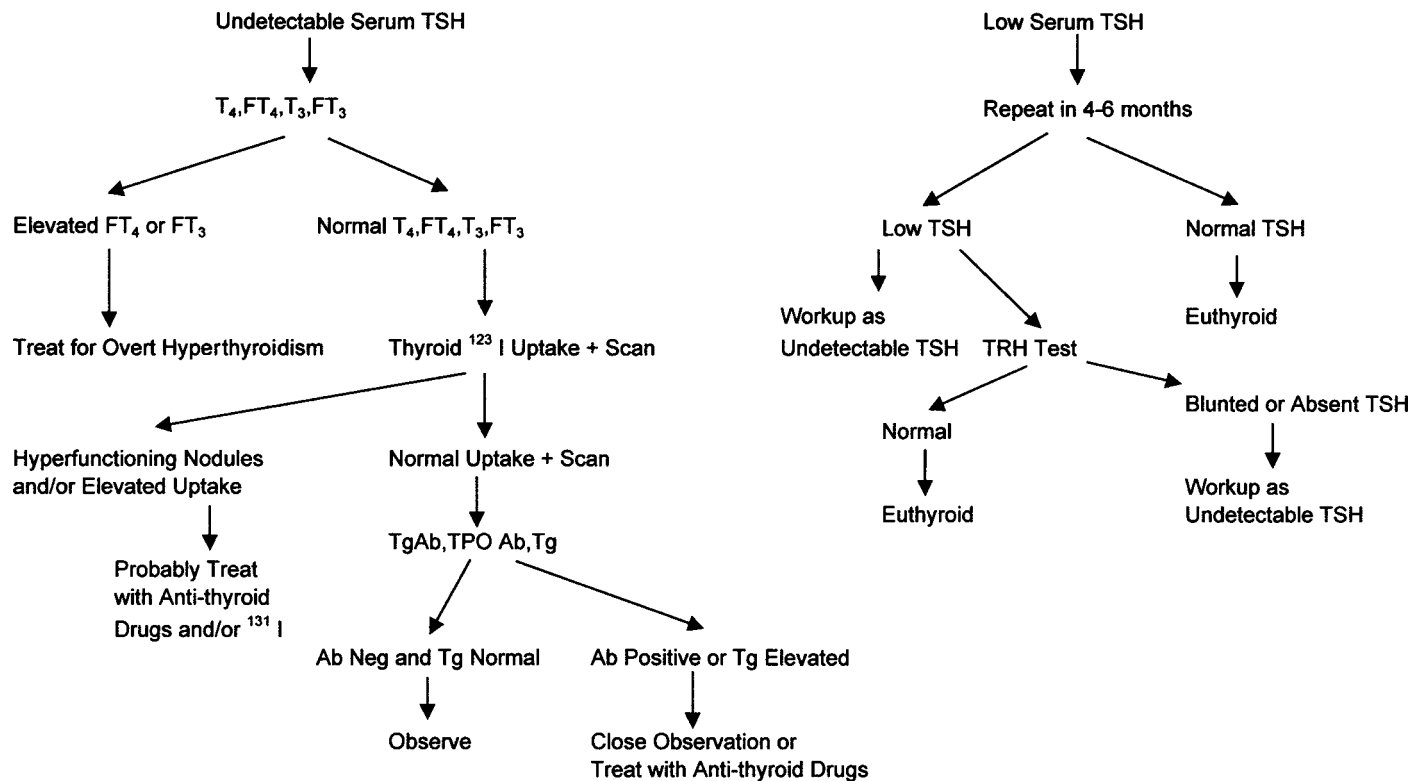 Undetectable Serum TSH
T₄,FT₄,T₃,FT₃
Elevated FT₄ or FT₃
Normal T₄,FT₄,T₃,FT₃
Treat for Overt Hyperthyroidism
Thyroid ¹²³ I Uptake + Scan
Hyperfunctioning Nodules
and/or Elevated Uptake
Normal Uptake + Scan
Probably Treat
with Anti-thyroid
Drugs and/or ¹³¹ I
TgAb,TPO Ab,Tg
Ab Neg and Tg Normal
Ab Positive or Tg Elevated
Observe
Close Observation or
Treat with Anti-thyroid Drugs
Low Serum TSH
Repeat in 4-6 months
Low TSH
Normal TSH
Workup as
Undetectable TSH
TRH Test
Euthyroid
Normal
Blunted or Absent TSH
Euthyroid
Workup as
Undetectable TSH